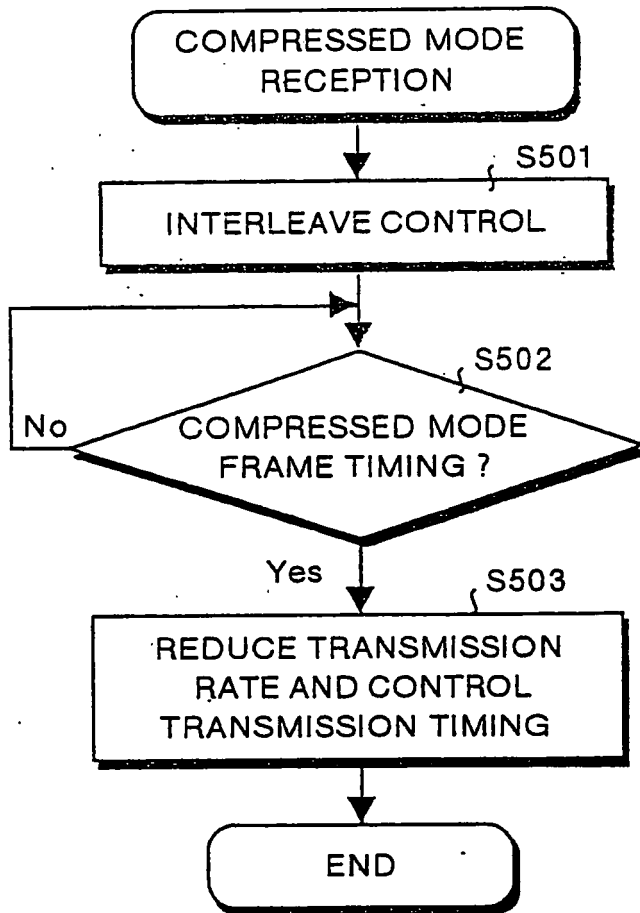 COMPRESSED MODE
RECEPTION
S501
INTERLEAVE CONTROL
S502
No
COMPRESSED MODE
FRAME TIMING ?
Yes
S503
REDUCE TRANSMISSION
RATE AND CONTROL
TRANSMISSION TIMING
END